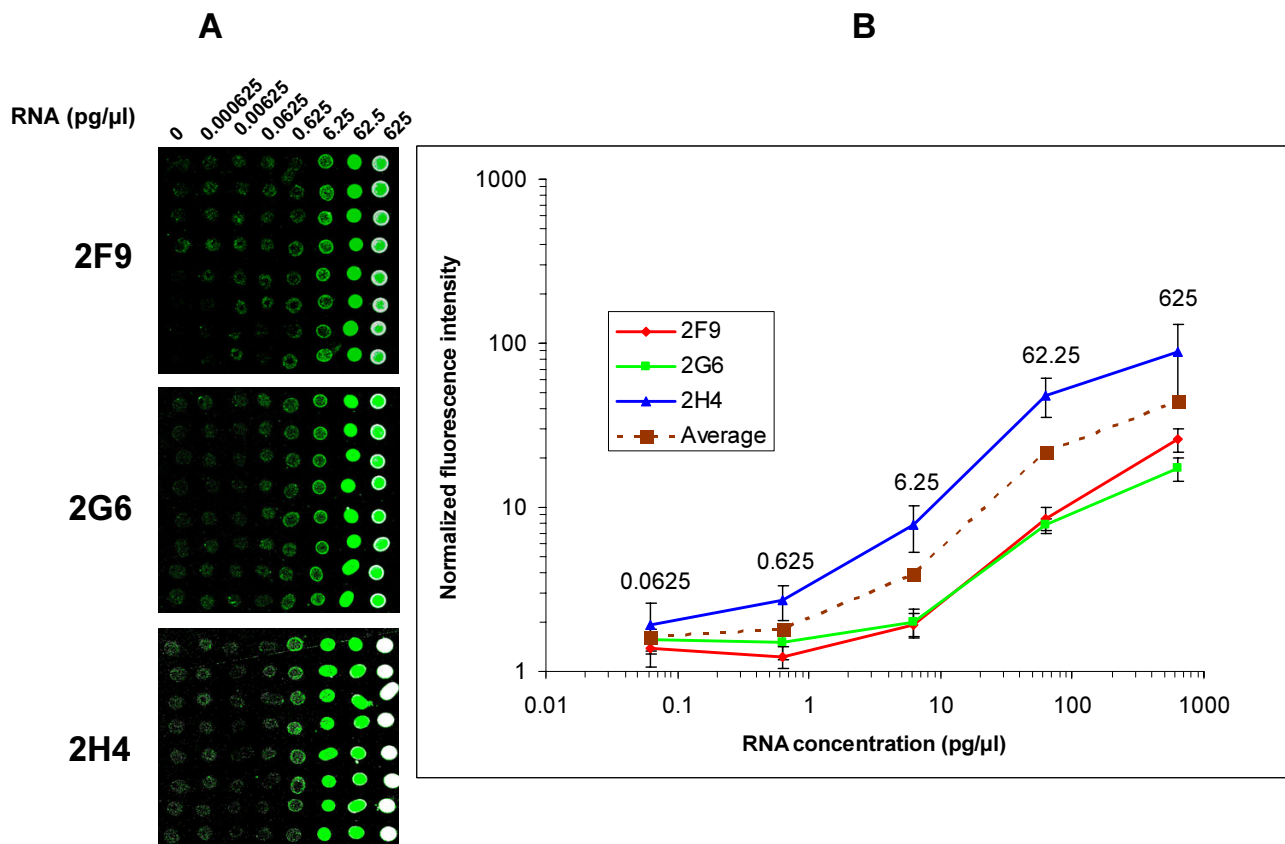 A
B
RNA (pg/µl)
0
0.000625
0.00625
0.0625
0.625
6.25
62.5
625
2F9
2G6
2H4
Normalized fluorescence intensity
1000
100
10
1
2F9
2G6
2H4
Average
0.0625
0.625
6.25
62.25
625
0.01
0.1
1
10
100
1000
RNA concentration (pg/µl)